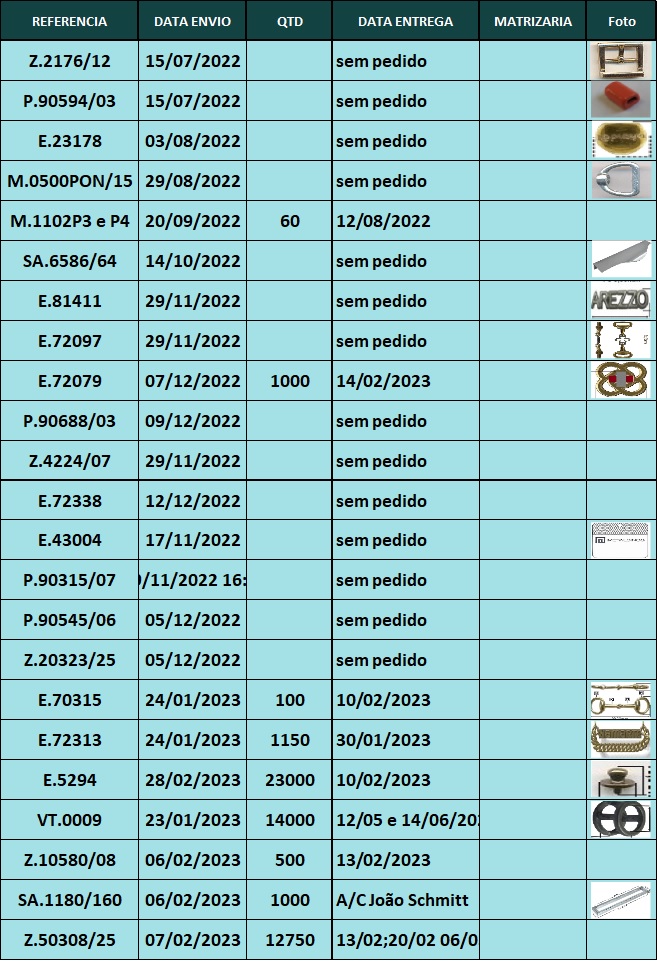 REFERENCIA DATA ENVIO QTD DATA ENTREGA MATRIZARIA Foto
Z.2176/12 15/07/2022 sem pedido
P.90594/03 15/07/2022 sem pedido
E.23178 03/08/2022 sem pedido
M.0500PON/15 29/08/2022 sem pedido
M.1102P3 e P4 20/09/2022 60 12/08/2022
SA.6586/64 14/10/2022 sem pedido
E.81411 29/11/2022 sem pedido AREZZO
E.72097 29/11/2022 sem pedido
E.72079 07/12/2022 1000 14/02/2023
P.90688/03 09/12/2022 sem pedido
Z.4224/07 29/11/2022 sem pedido
E.72338 12/12/2022 sem pedido
E.43004 17/11/2022 sem pedido
P.90315/07 /11/2022 16: sem pedido
P.90545/06 05/12/2022 sem pedido
Z.20323/25 05/12/2022 sem pedido
E.70315 24/01/2023 100 10/02/2023
E.72313 24/01/2023 1150 30/01/2023
E.5294 28/02/2023 23000 10/02/2023
VT.0009 23/01/2023 14000 12/05 e 14/06/202
Z.10580/08 06/02/2023 500 13/02/2023
SA.1180/160 06/02/2023 1000 A/C João Schmitt
Z.50308/25 07/02/2023 12750 13/02;20/02 06/0